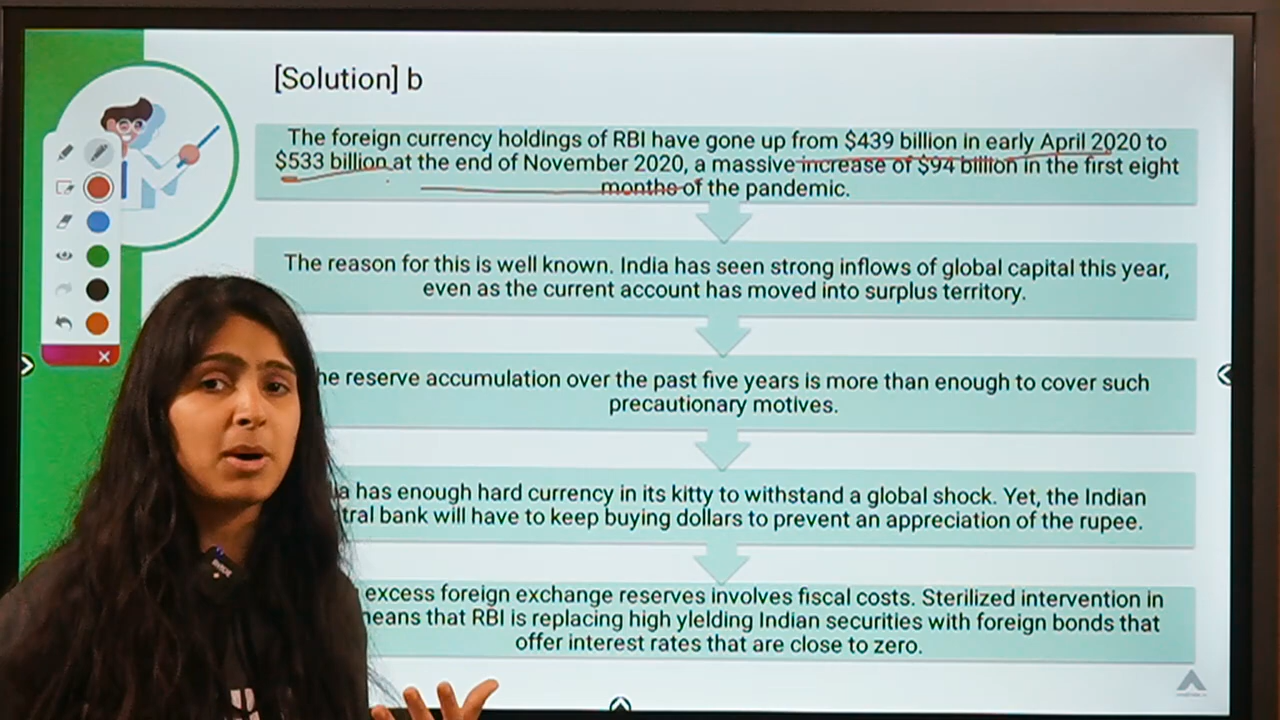 [Solution] b
The foreign currency holdings of RBI have gone up from $439 billion in early April 2020 to
$533 billion at the end of November 2020, a massive increase of $94 billion in the first eight
months of the pandemic.
The reason for this is well known. India has seen strong inflows of global capital this year,
even as the current account has moved into surplus territory.
he reserve accumulation over the past five years is more than enough to cover such
precautionary motives.
a has enough hard currency in its kitty to withstand a global shock. Yet, the Indian
tral bank will have to keep buying dollars to prevent an appreciation of the rupee.
excess foreign exchange reserves involves fiscal costs. Sterilized intervention in
eans that RBI is replacing high ylelding Indian securities with foreign bonds that
offer interest rates that are close to zero.